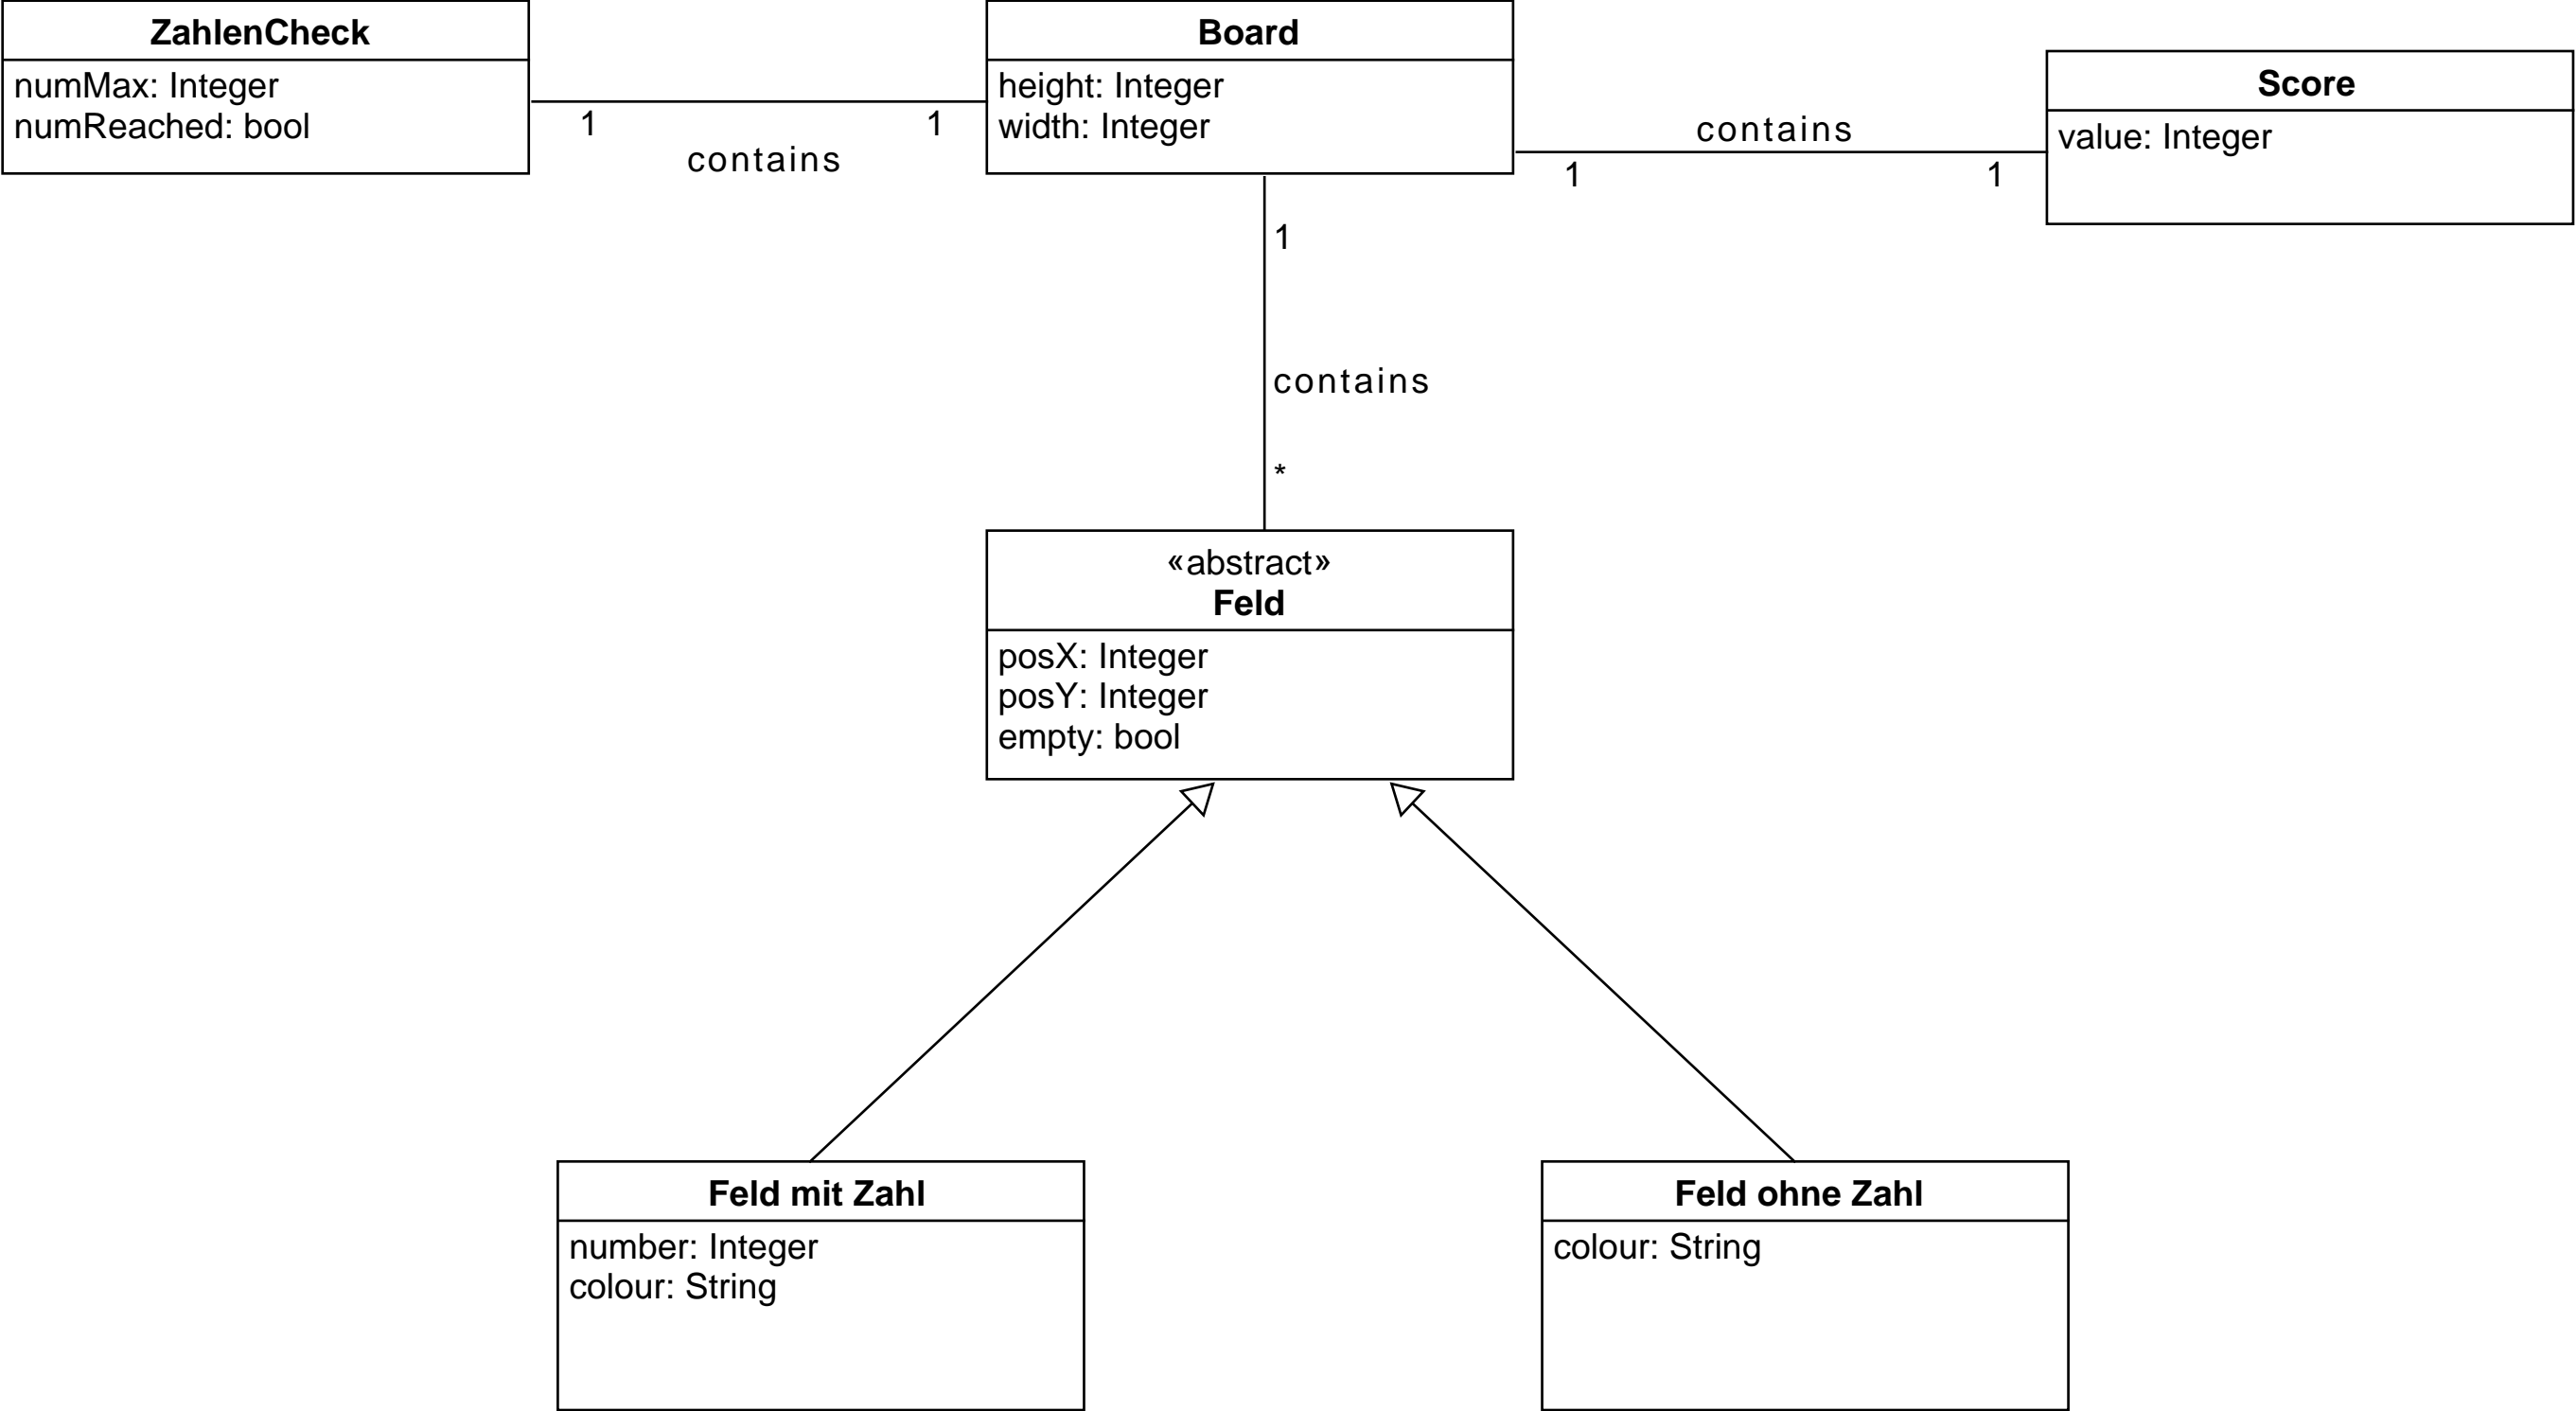 ZahlenCheck
numMax: Integer
numReached: bool
1
1
contains
Board
height: Integer
width: Integer
contains
1
1
Score
value: Integer
1
contains
*
«abstract»
Feld
posX: Integer
posY: Integer
empty: bool
Feld mit Zahl
number: Integer
colour: String
Feld ohne Zahl
colour: String